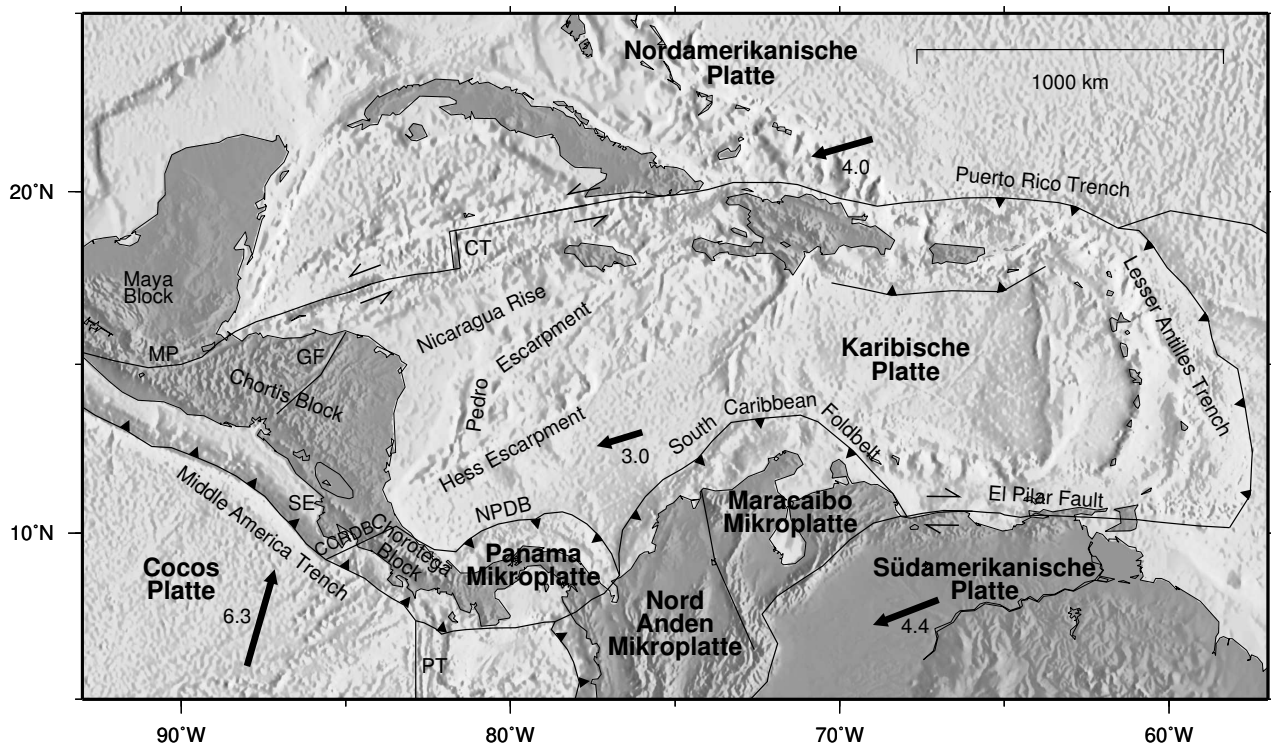 Nordamerikanische
Platte
1000 km
4.0
20°N
Puerto Rico Trench
CT
Maya
Block
Lesser Antilles Trench
Nicaragua Rise
Pedro Escarpment
MP
GF
Karibische
Platte
Chortis Block
Hess Escarpment
South Caribbean Foldbelt
3.0
Middle America Trench
SE
NPDB
Maracaibo
Mikroplatte
El Pilar Fault
10°N
CCRDB
Chorotega
Block
Panama
Mikroplatte
Cocos
Platte
6.3
Südamerikanische
Platte
4.4
Nord
Anden
Mikroplatte
PT
90°W
80°W
70°W
60°W